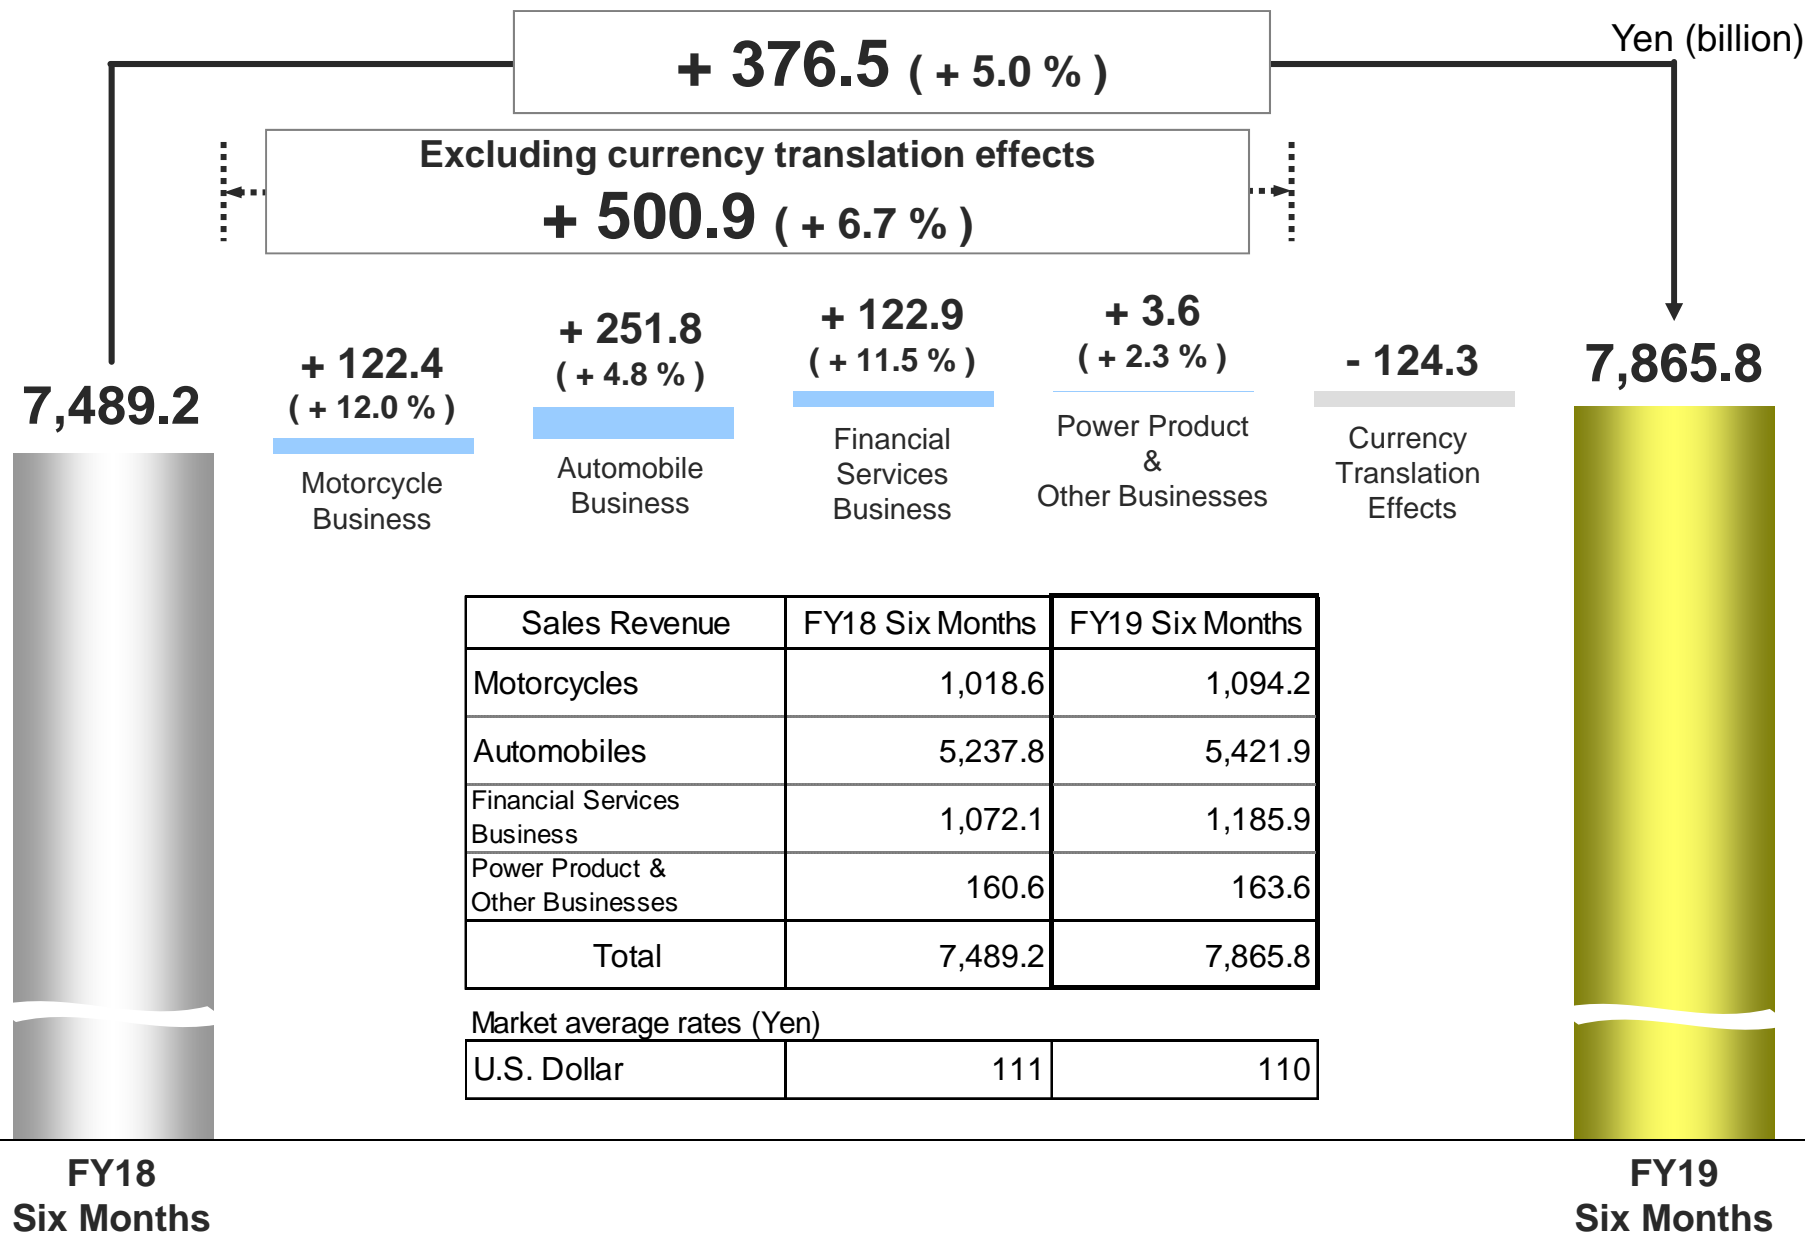 Yen (billion)
+ 376.5 ( + 5.0 % )
Excluding currency translation effects
+ 500.9 ( + 6.7 % )
7,489.2
+ 122.4
( + 12.0 % )
Motorcycle
Business
+ 251.8
( + 4.8 % )
Automobile
Business
+ 122.9
( + 11.5 % )
Financial
Services
Business
+ 3.6
( + 2.3 % )
Power Product
&
Other Businesses
- 124.3
Currency
Translation
Effects
7,865.8
Sales Revenue FY18 Six Months FY19 Six Months
Motorcycles 1,018.6 1,094.2
Automobiles 5,237.8 5,421.9
Financial Services
Business 1,072.1 1,185.9
Power Product &
Other Businesses 160.6 163.6
Total 7,489.2 7,865.8
Market average rates (Yen)
U.S. Dollar 111 110
FY18
Six Months
FY19
Six Months